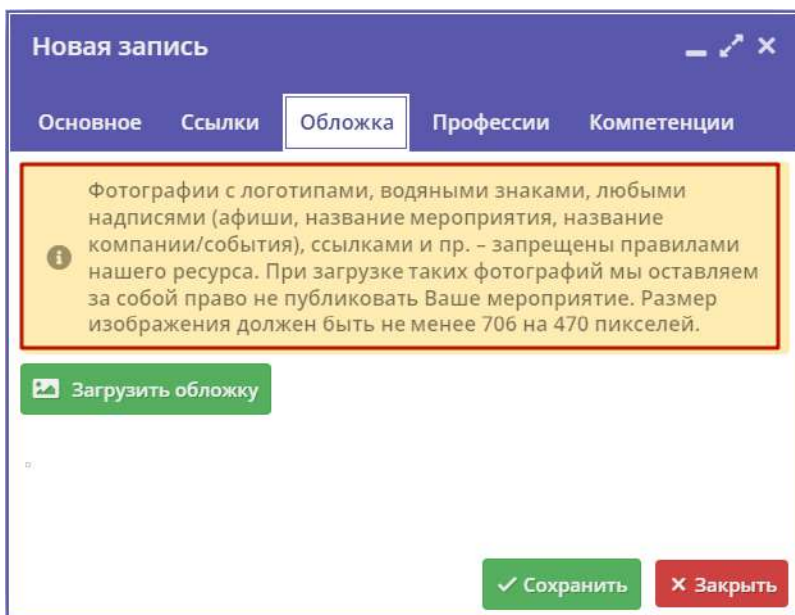 Новая запись
Основное Ссылки Обложка Профессии Компетенции
Фотографии с логотипами, водяными знаками, любыми
надписями (афиши, название мероприятия, название
компании/события), ссылками и пр. – запрещены правилами
нашего ресурса. При загрузке таких фотографий мы оставляем
за собой право не публиковать Ваше мероприятие. Размер
изображения должен быть не менее 706 на 470 пикселей.
Загрузить обложку
Сохранить Закрыть